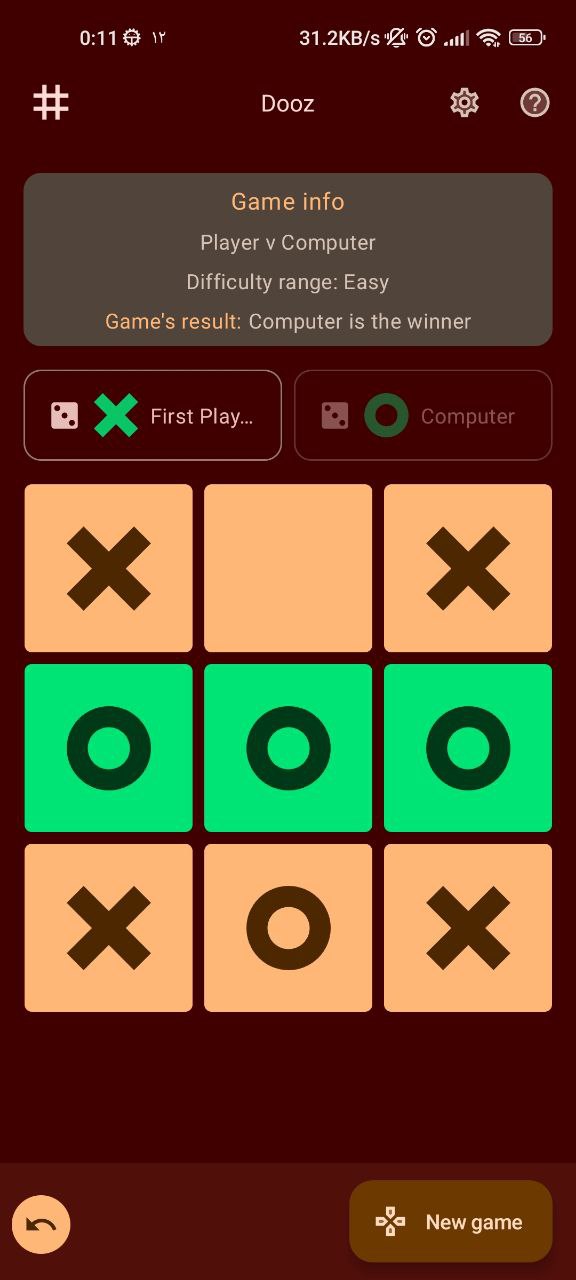 0:11 ۱۲ 31.2KB/s 56
Dooz
Game info
Player v Computer
Difficulty range: Easy
Game's result: Computer is the winner
First Play... Computer
New game